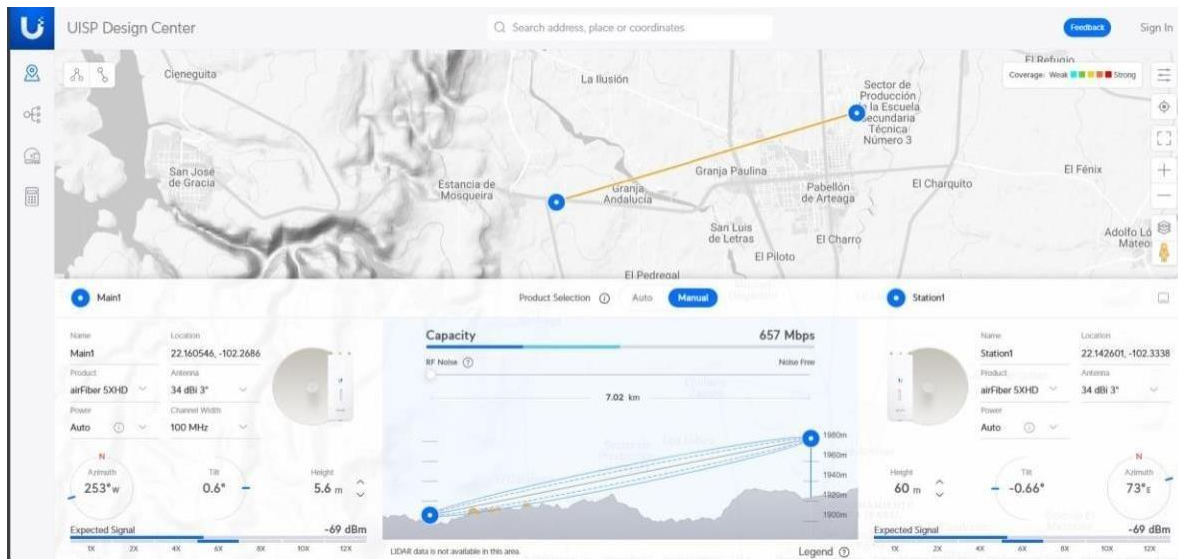 UISP Design Center
Search address, place or coordinates
Feedback
Sign In
Cieneguita
La Ilusión
El Refugio
Coverage: Weak Strong
Sector de
Producción
de la Escuela
Secundaria
Técnica
Número 3
San José
de Gracia
Estancia de
Mosqueira
Granja
Andalucía
Granja Paulina
Pabellón
de Arteaga
El Charquito
El Fénix
San Luis
de Letras
El Charro
El Piloto
Adolfo Ló
Mateo
El Pedregal
Main1
Product Selection
Auto
Manual
Station1
Name
Main1
Location
22.160546, -102.2686
Product
airFiber 5XHD
Antenna
34 dBi 3°
Power
Auto
Channel Width
100 MHz
N
Azimuth
253°W
Tilt
0.6°
Height
5.6 m
Expected Signal
-69 dBm
1X 2X 4X 6X 8X 10X 12X
Capacity
657 Mbps
RF Noise
Noise Free
7.02 km
1980m
1960m
1940m
1920m
1900m
LIDAR data is not available in this area.
Legend
Name
Station1
Location
22.142601, -102.3338
Product
airFiber 5XHD
Antenna
34 dBi 3°
Power
Auto
Height
60 m
Tilt
-0.66°
N
Azimuth
73°E
Expected Signal
-69 dBm
1X 2X 4X 6X 8X 10X 12X